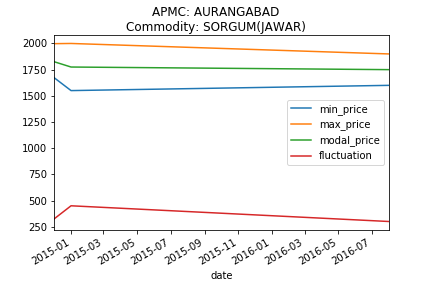 APMC: AURANGABAD
Commodity: SORGUM(JAWAR)
2000
1750
1500
1250
1000
750
500
250
min_price
max_price
modal_price
fluctuation
2015-01
2015-03
2015-05
2015-07
2015-09
2015-11
2016-01
2016-03
2016-05
2016-07
date